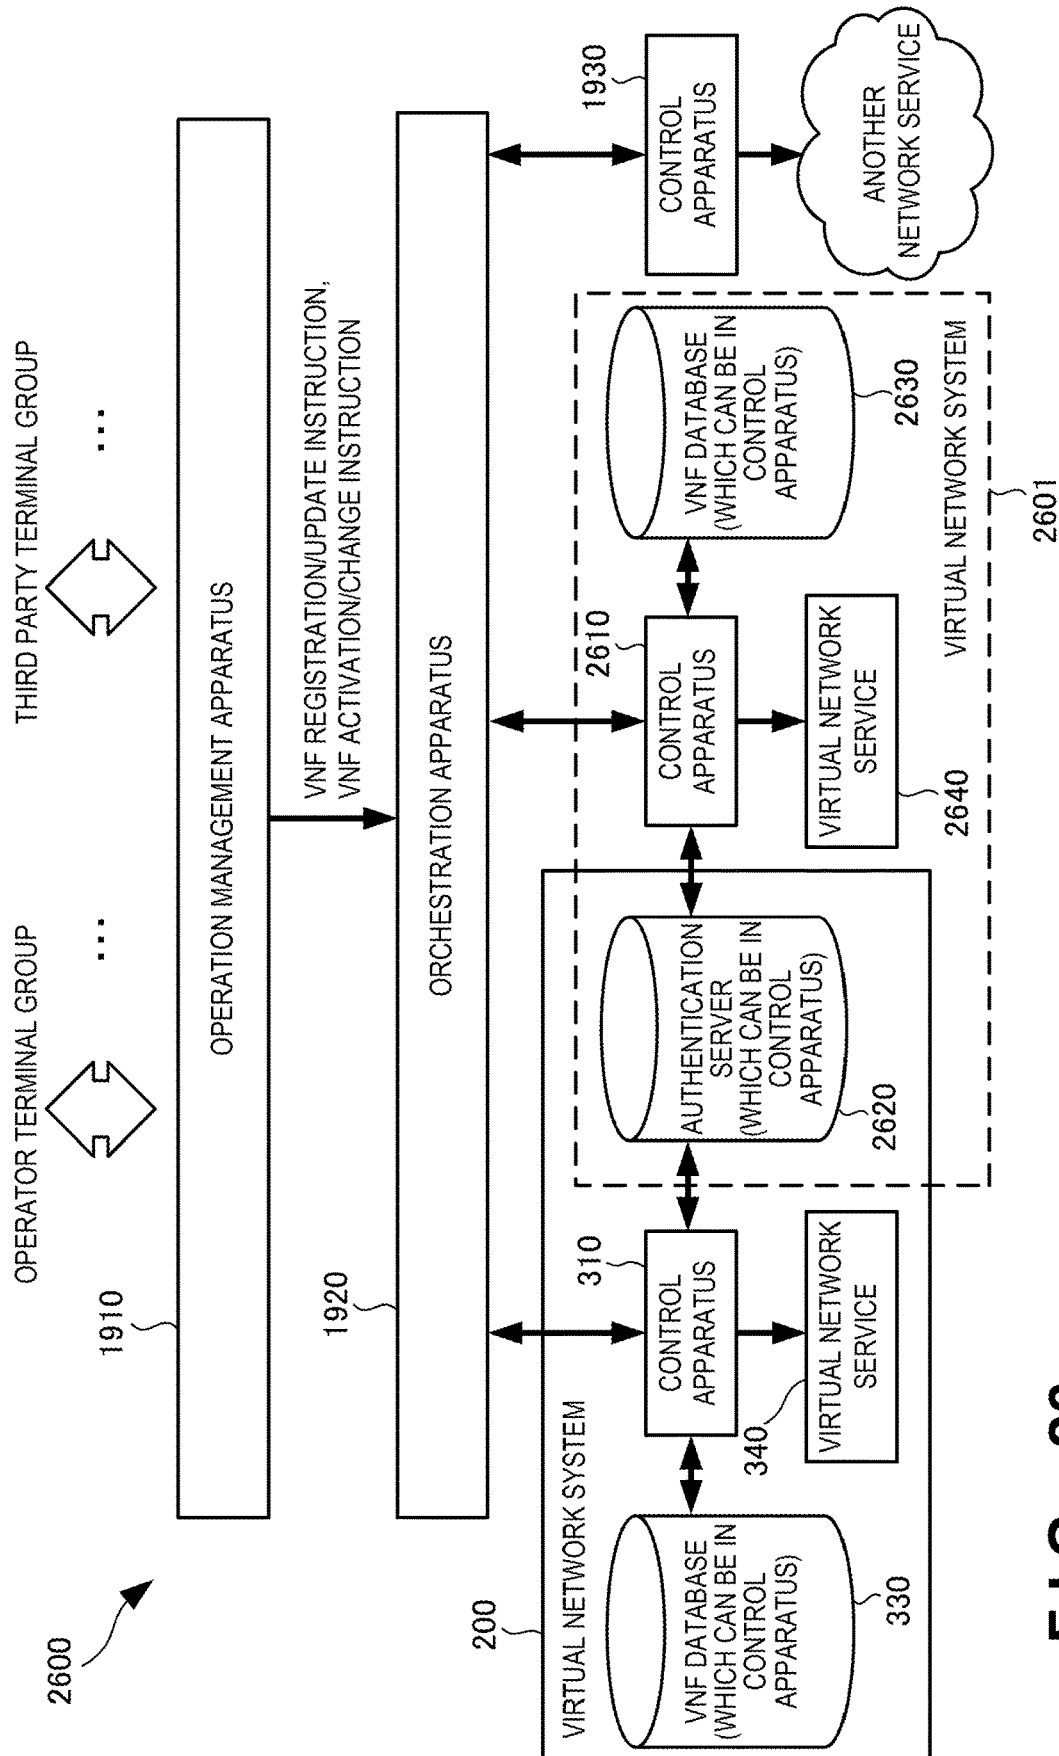 2600
OPERATOR TERMINAL GROUP
...
THIRD PARTY TERMINAL GROUP
...
1910
OPERATION MANAGEMENT APPARATUS
VNF REGISTRATION/UPDATE INSTRUCTION,
VNF ACTIVATION/CHANGE INSTRUCTION
1920
ORCHESTRATION APPARATUS
200
VIRTUAL NETWORK SYSTEM
VNF DATABASE
(WHICH CAN BE IN
CONTROL
APPARATUS)
330
310
CONTROL
APPARATUS
340
VIRTUAL NETWORK
SERVICE
AUTHENTICATION
SERVER
(WHICH CAN BE IN
CONTROL
APPARATUS)
2620
2610
CONTROL
APPARATUS
2640
VIRTUAL NETWORK
SERVICE
VNF DATABASE
(WHICH CAN BE IN
CONTROL
APPARATUS)
2630
VIRTUAL NETWORK SYSTEM
2601
1930
CONTROL
APPARATUS
ANOTHER
NETWORK SERVICE